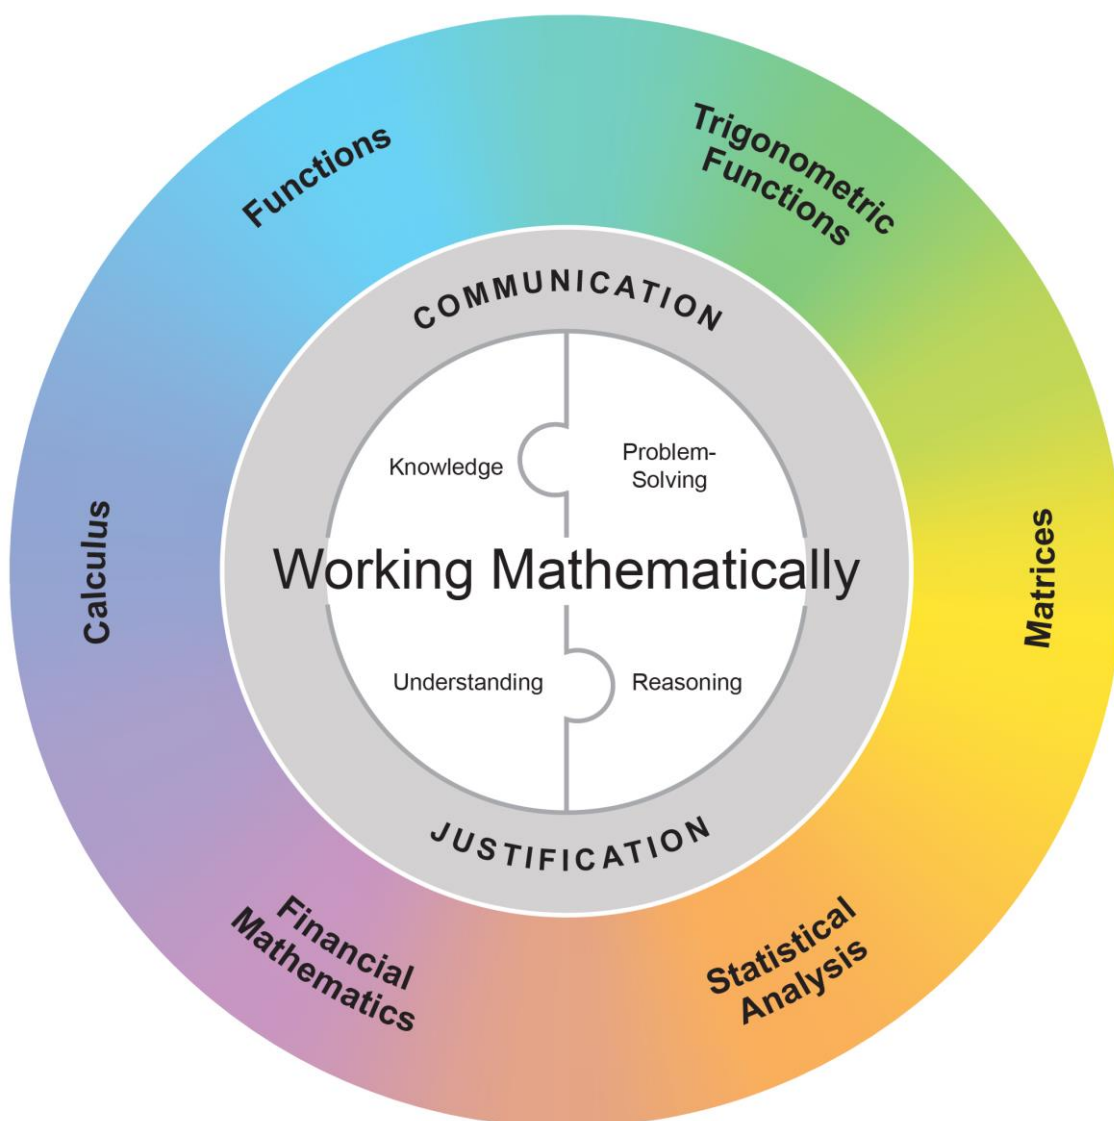 Functions
Trigonometric
Functions
COMMUNICATION
Knowledge
Problem-
Solving
Working Mathematically
Calculus
Matrices
Understanding
Reasoning
JUSTIFICATION
Financial
Mathematics
Statistical
Analysis